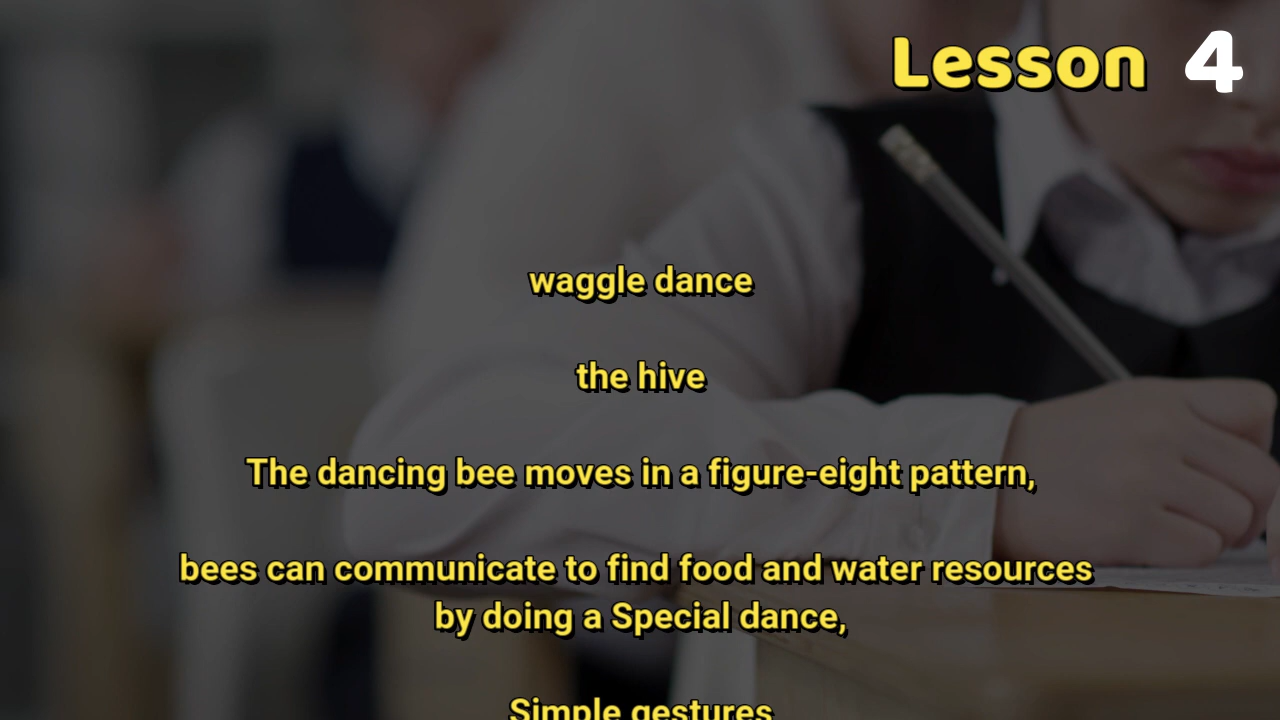 Lesson 4
waggle dance
the hive
The dancing bee moves in a figure-eight pattern,
bees can communicate to find food and water resources
by doing a Special dance,
Simple gestures